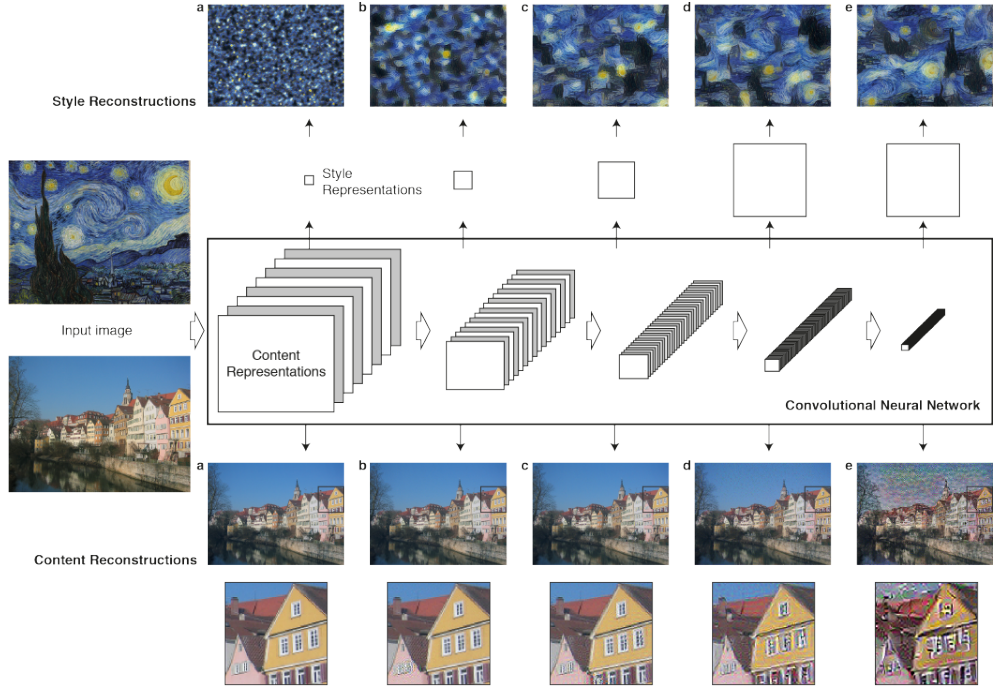 a
b
c
d
e
Style Reconstructions
Style
Representations
Input image
Content
Representations
Convolutional Neural Network
a
b
c
d
e
Content Reconstructions